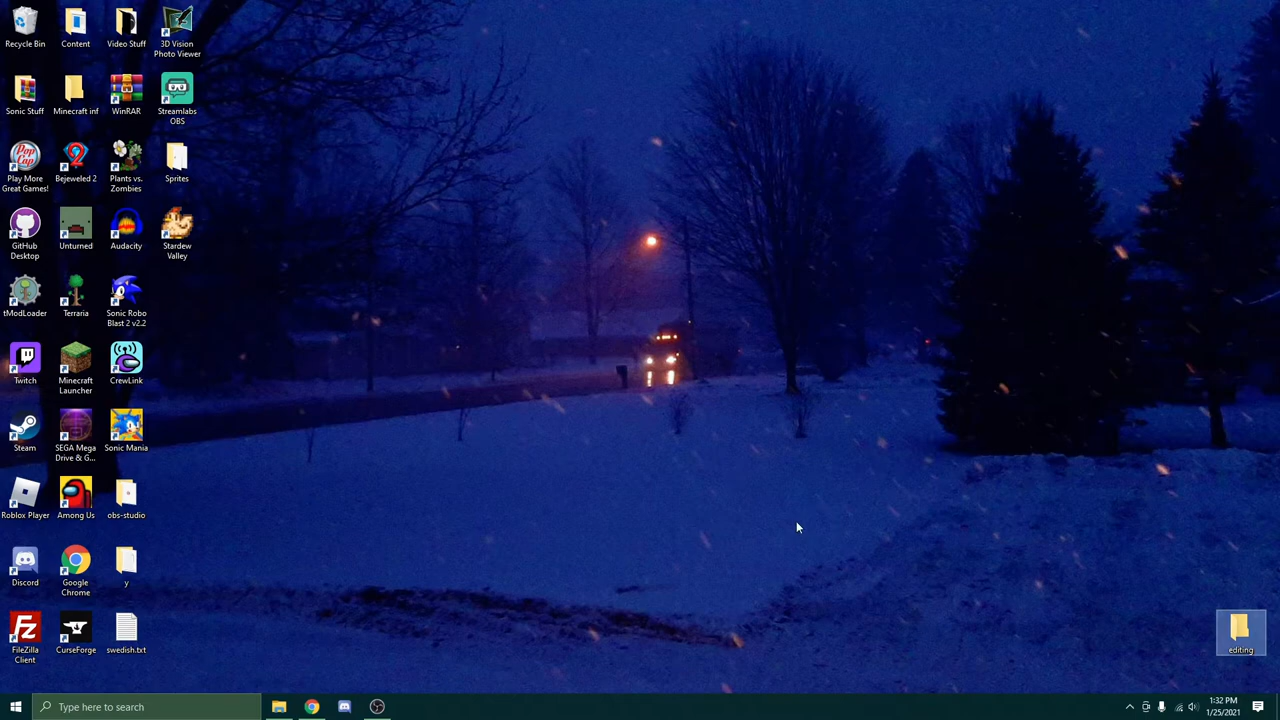 Recycle Bin
Content
Video Stuff
3D Vision
Photo Viewer
Sonic Stuff
Minecraft inf
WinRAR
Streamlabs
OBS
Play More
Great Games!
Bejeweled 2
Plants vs.
Zombies
Sprites
GitHub
Desktop
Unturned
Audacity
Stardew
Valley
tModLoader
Terraria
Sonic Robo
Blast 2 v2.2
Twitch
Minecraft
Launcher
CrewLink
Steam
SEGA Mega
Drive & G...
Sonic Mania
Roblox Player
Among Us
obs-studio
Discord
Google
Chrome
y
FileZilla
Client
CurseForge
swedish.txt
editing
Type here to search
1:32 PM
1/25/2021